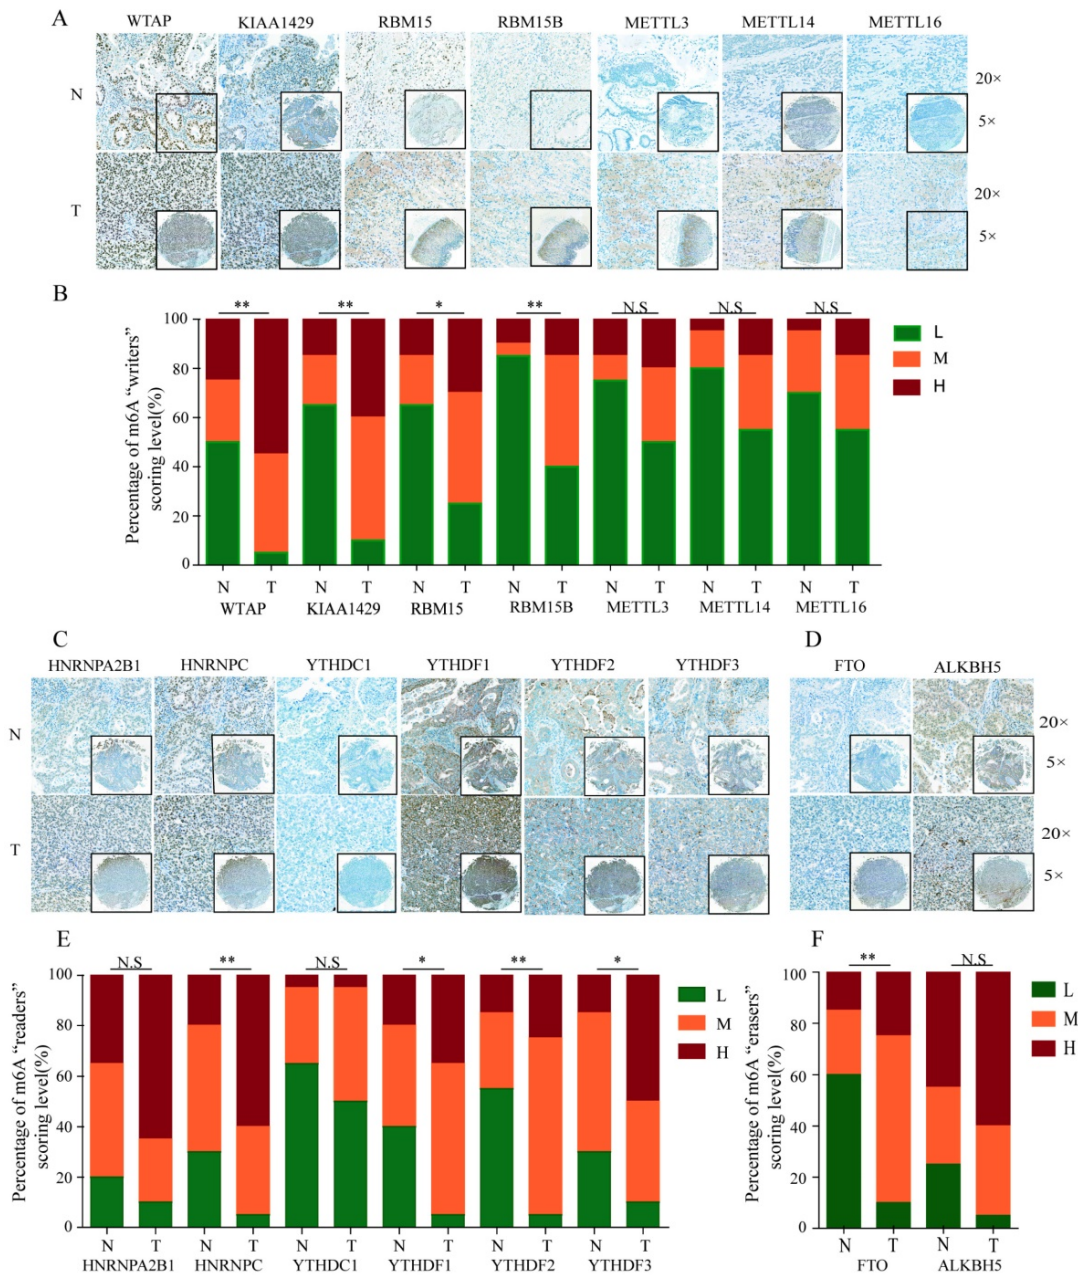 A
WTAP KIAA1429 RBM15 RBM15B METTL3 METTL14 METTL16
N 20×
5×
T 20×
5×
B
** ** * ** N.S N.S N.S
Percentage of m6A “writers”
scoring level(%)
100
80
60
40
20
0
L
M
H
N T N T N T N T N T N T N T
WTAP KIAA1429 RBM15 RBM15B METTL3 METTL14 METTL16
C D
HNRNPA2B1 HNRNPC YTHDC1 YTHDF1 YTHDF2 YTHDF3 FTO ALKBH5
N 20×
5×
T 20×
5×
E
N.S ** N.S * ** *
Percentage of m6A “readers”
scoring level(%)
100
80
60
40
20
0
L
M
H
N T N T N T N T N T N T
HNRNPA2B1 HNRNPC YTHDC1 YTHDF1 YTHDF2 YTHDF3
F
** N.S
Percentage of m6A “erasers”
scoring level(%)
100
80
60
40
20
0
L
M
H
N T N T
FTO ALKBH5